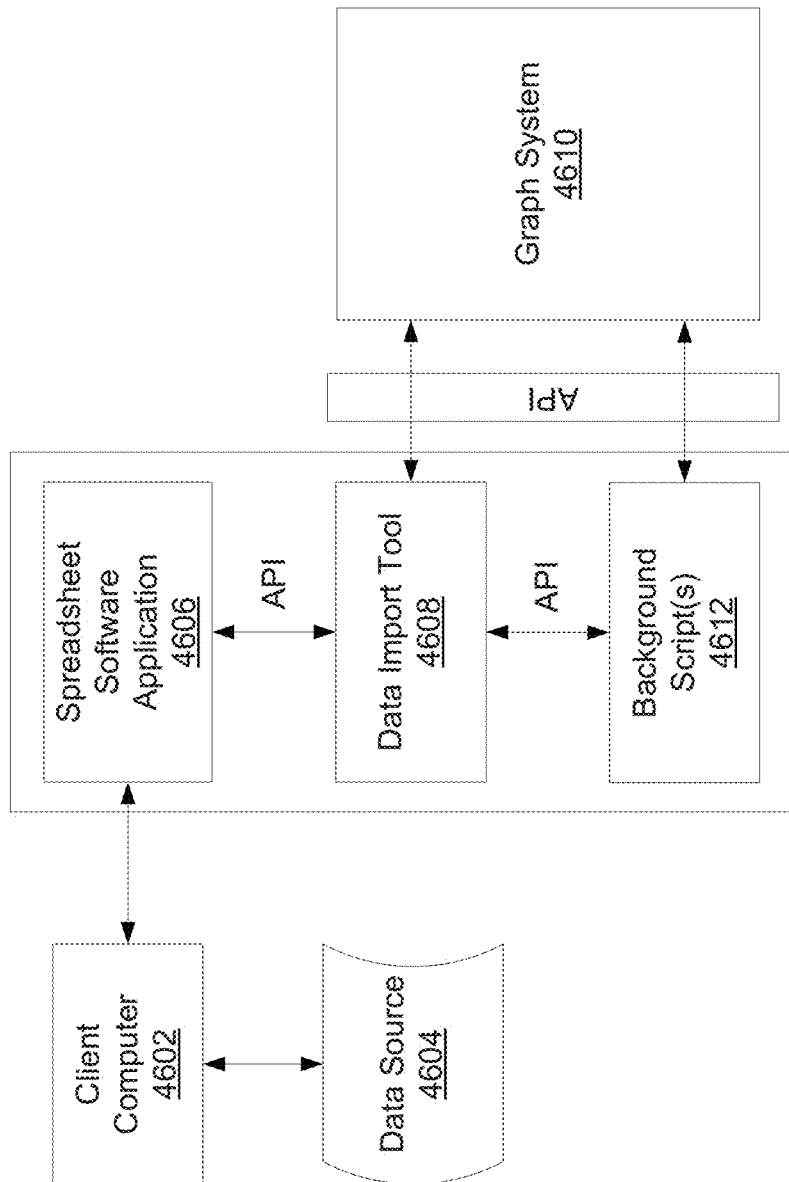 Client
Computer
4602
Data Source
4604
Spreadsheet
Software
Application
4606
API
Data Import Tool
4608
API
Background
Script(s)
4612
API
Graph System
4610